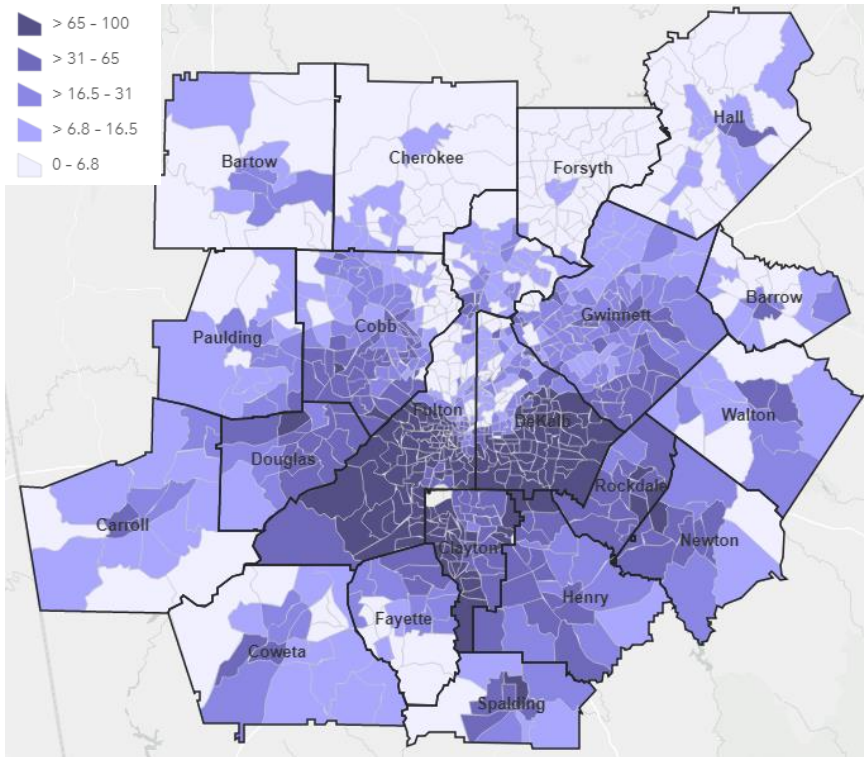 > 65 - 100
> 31 - 65
> 16.5 - 31
> 6.8 - 16.5
0 - 6.8
Hall
Bartow
Cherokee
Forsyth
Barrow
Gwinnett
Cobb
Paulding
Fulton
DeKalb
Walton
Douglas
Rockdale
Carroll
Newton
Clayton
Henry
Fayette
Coweta
Spalding